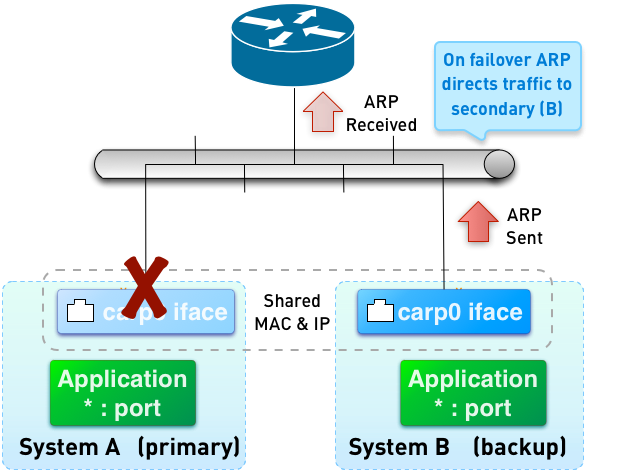 On failover ARP
directs traffic to
secondary (B)
ARP
Received
ARP
Sent
carp0 iface
Shared
MAC & IP
carp0 iface
Application
* : port
Application
* : port
System A (primary)
System B (backup)